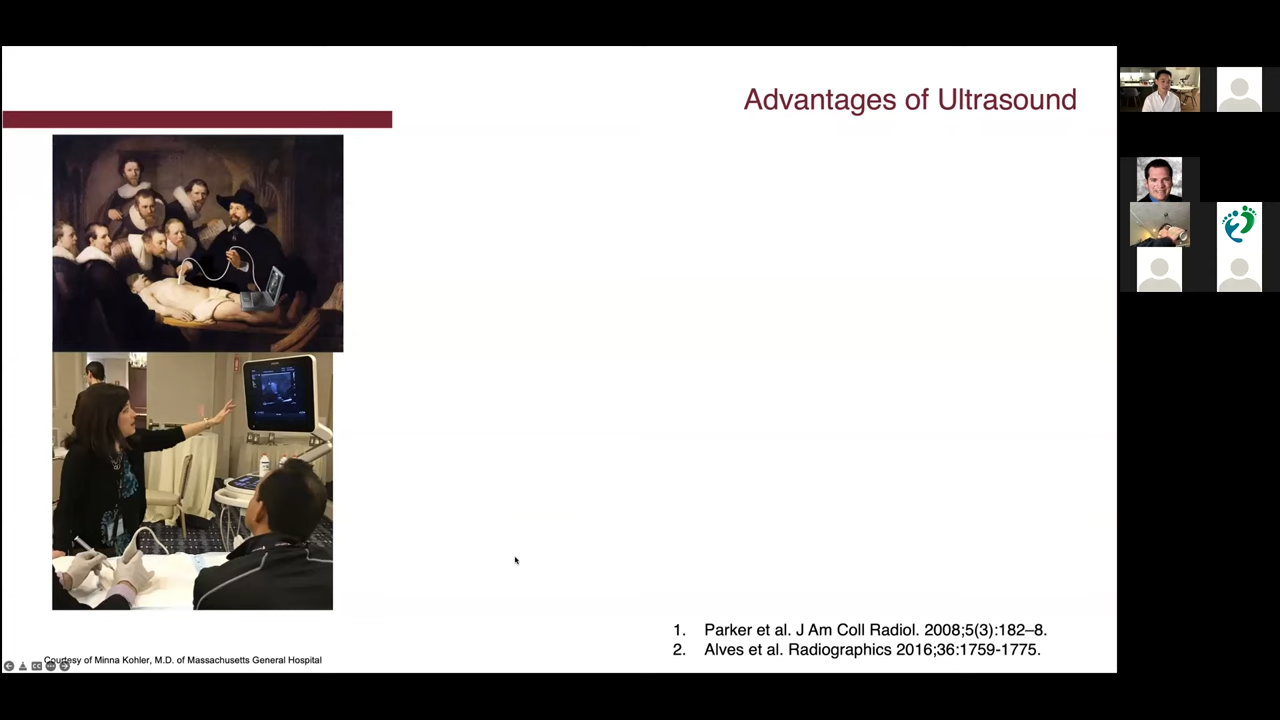 Advantages of Ultrasound
1. Parker et al. J Am Coll Radiol. 2008;5(3):182–8.
2. Alves et al. Radiographics 2016;36:1759-1775.
Courtesy of Minna Kohler, M.D. of Massachusetts General Hospital